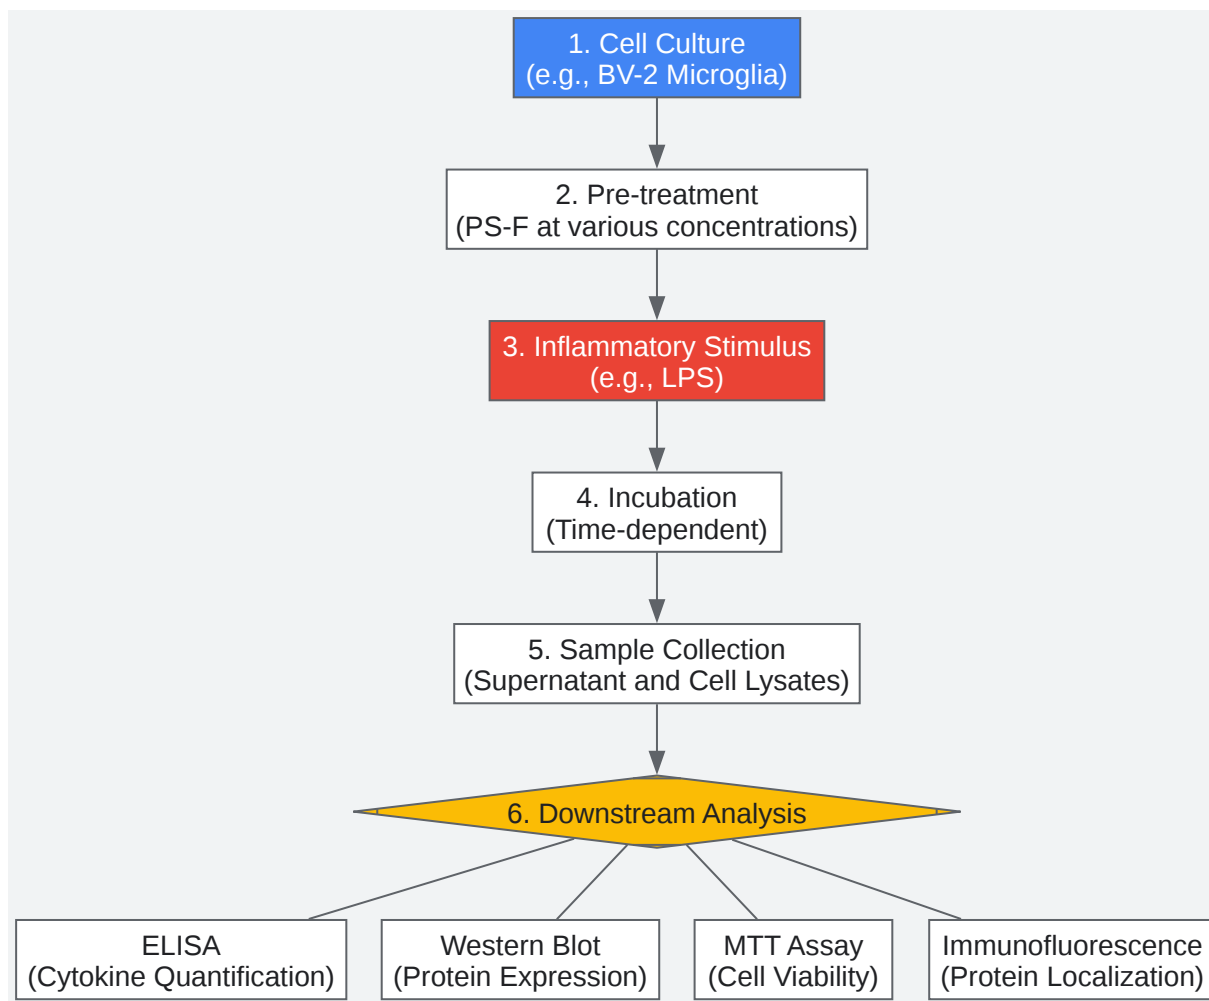 1. Cell Culture
(e.g., BV-2 Microglia)
2. Pre-treatment
(PS-F at various concentrations)
3. Inflammatory Stimulus
(e.g., LPS)
4. Incubation
(Time-dependent)
5. Sample Collection
(Supernatant and Cell Lysates)
6. Downstream Analysis
ELISA
(Cytokine Quantification)
Western Blot
(Protein Expression)
MTT Assay
(Cell Viability)
Immunofluorescence
(Protein Localization)